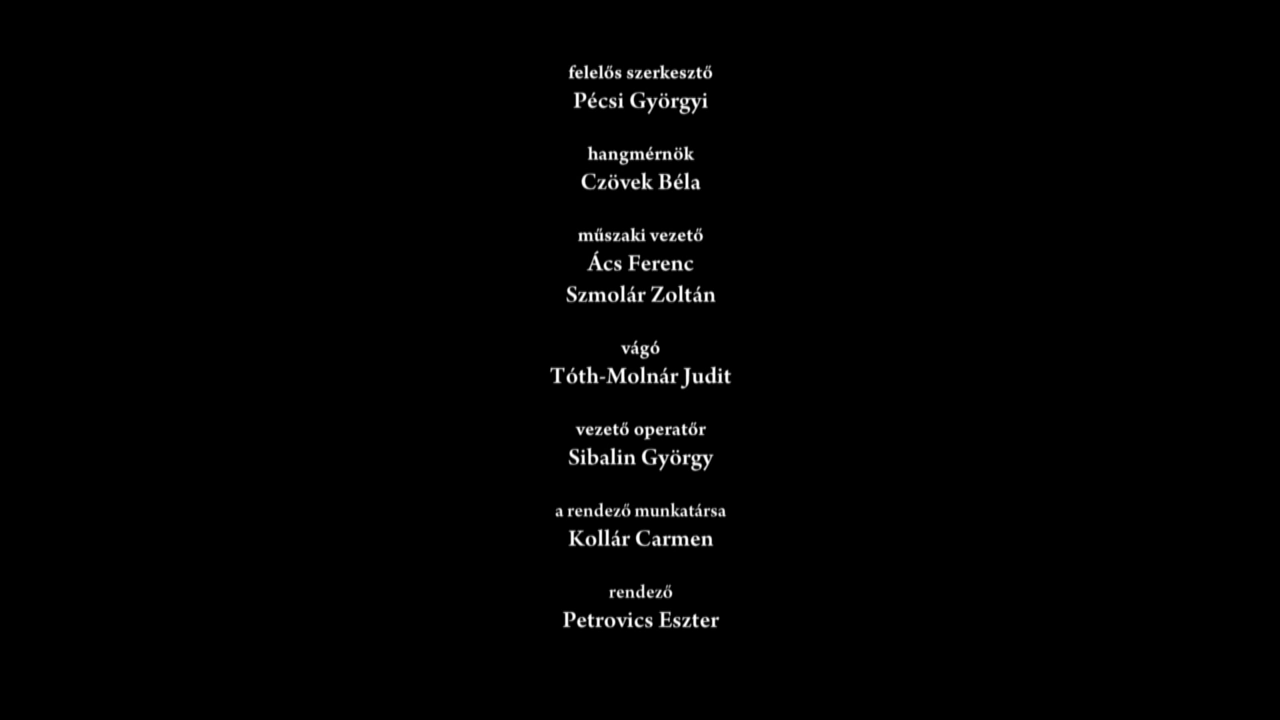 felelős szerkesztő
Pécsi Györgyi
hangmérnök
Czövek Béla
műszaki vezető
Ács Ferenc
Szmolár Zoltán
vágó
Tóth-Molnár Judit
vezető operatőr
Sibalin György
a rendező munkatársa
Kollár Carmen
rendező
Petrovics Eszter